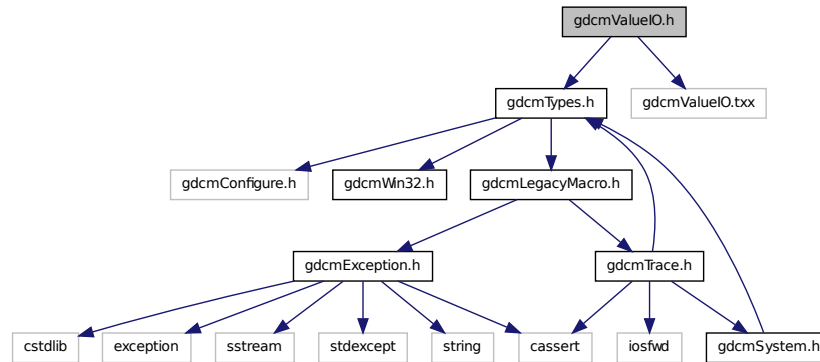 gdcmValueIO.h
gdcmTypes.h
gdcmValueIO.txx
gdcmConfigure.h
gdcmWin32.h
gdcmLegacyMacro.h
gdcmException.h
gdcmTrace.h
cstdlib
exception
sstream
stdexcept
string
cassert
iosfwd
gdcmSystem.h